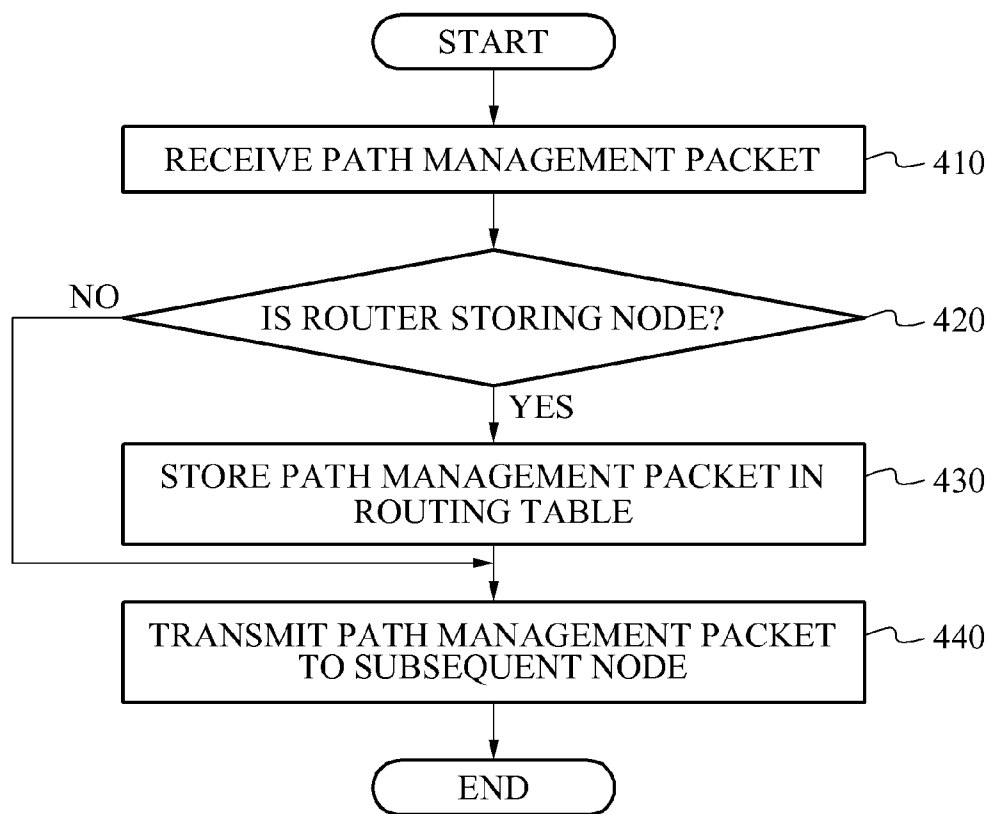 START
RECEIVE PATH MANAGEMENT PACKET
410
NO
IS ROUTER STORING NODE?
420
YES
STORE PATH MANAGEMENT PACKET IN
ROUTING TABLE
430
TRANSMIT PATH MANAGEMENT PACKET
TO SUBSEQUENT NODE
440
END